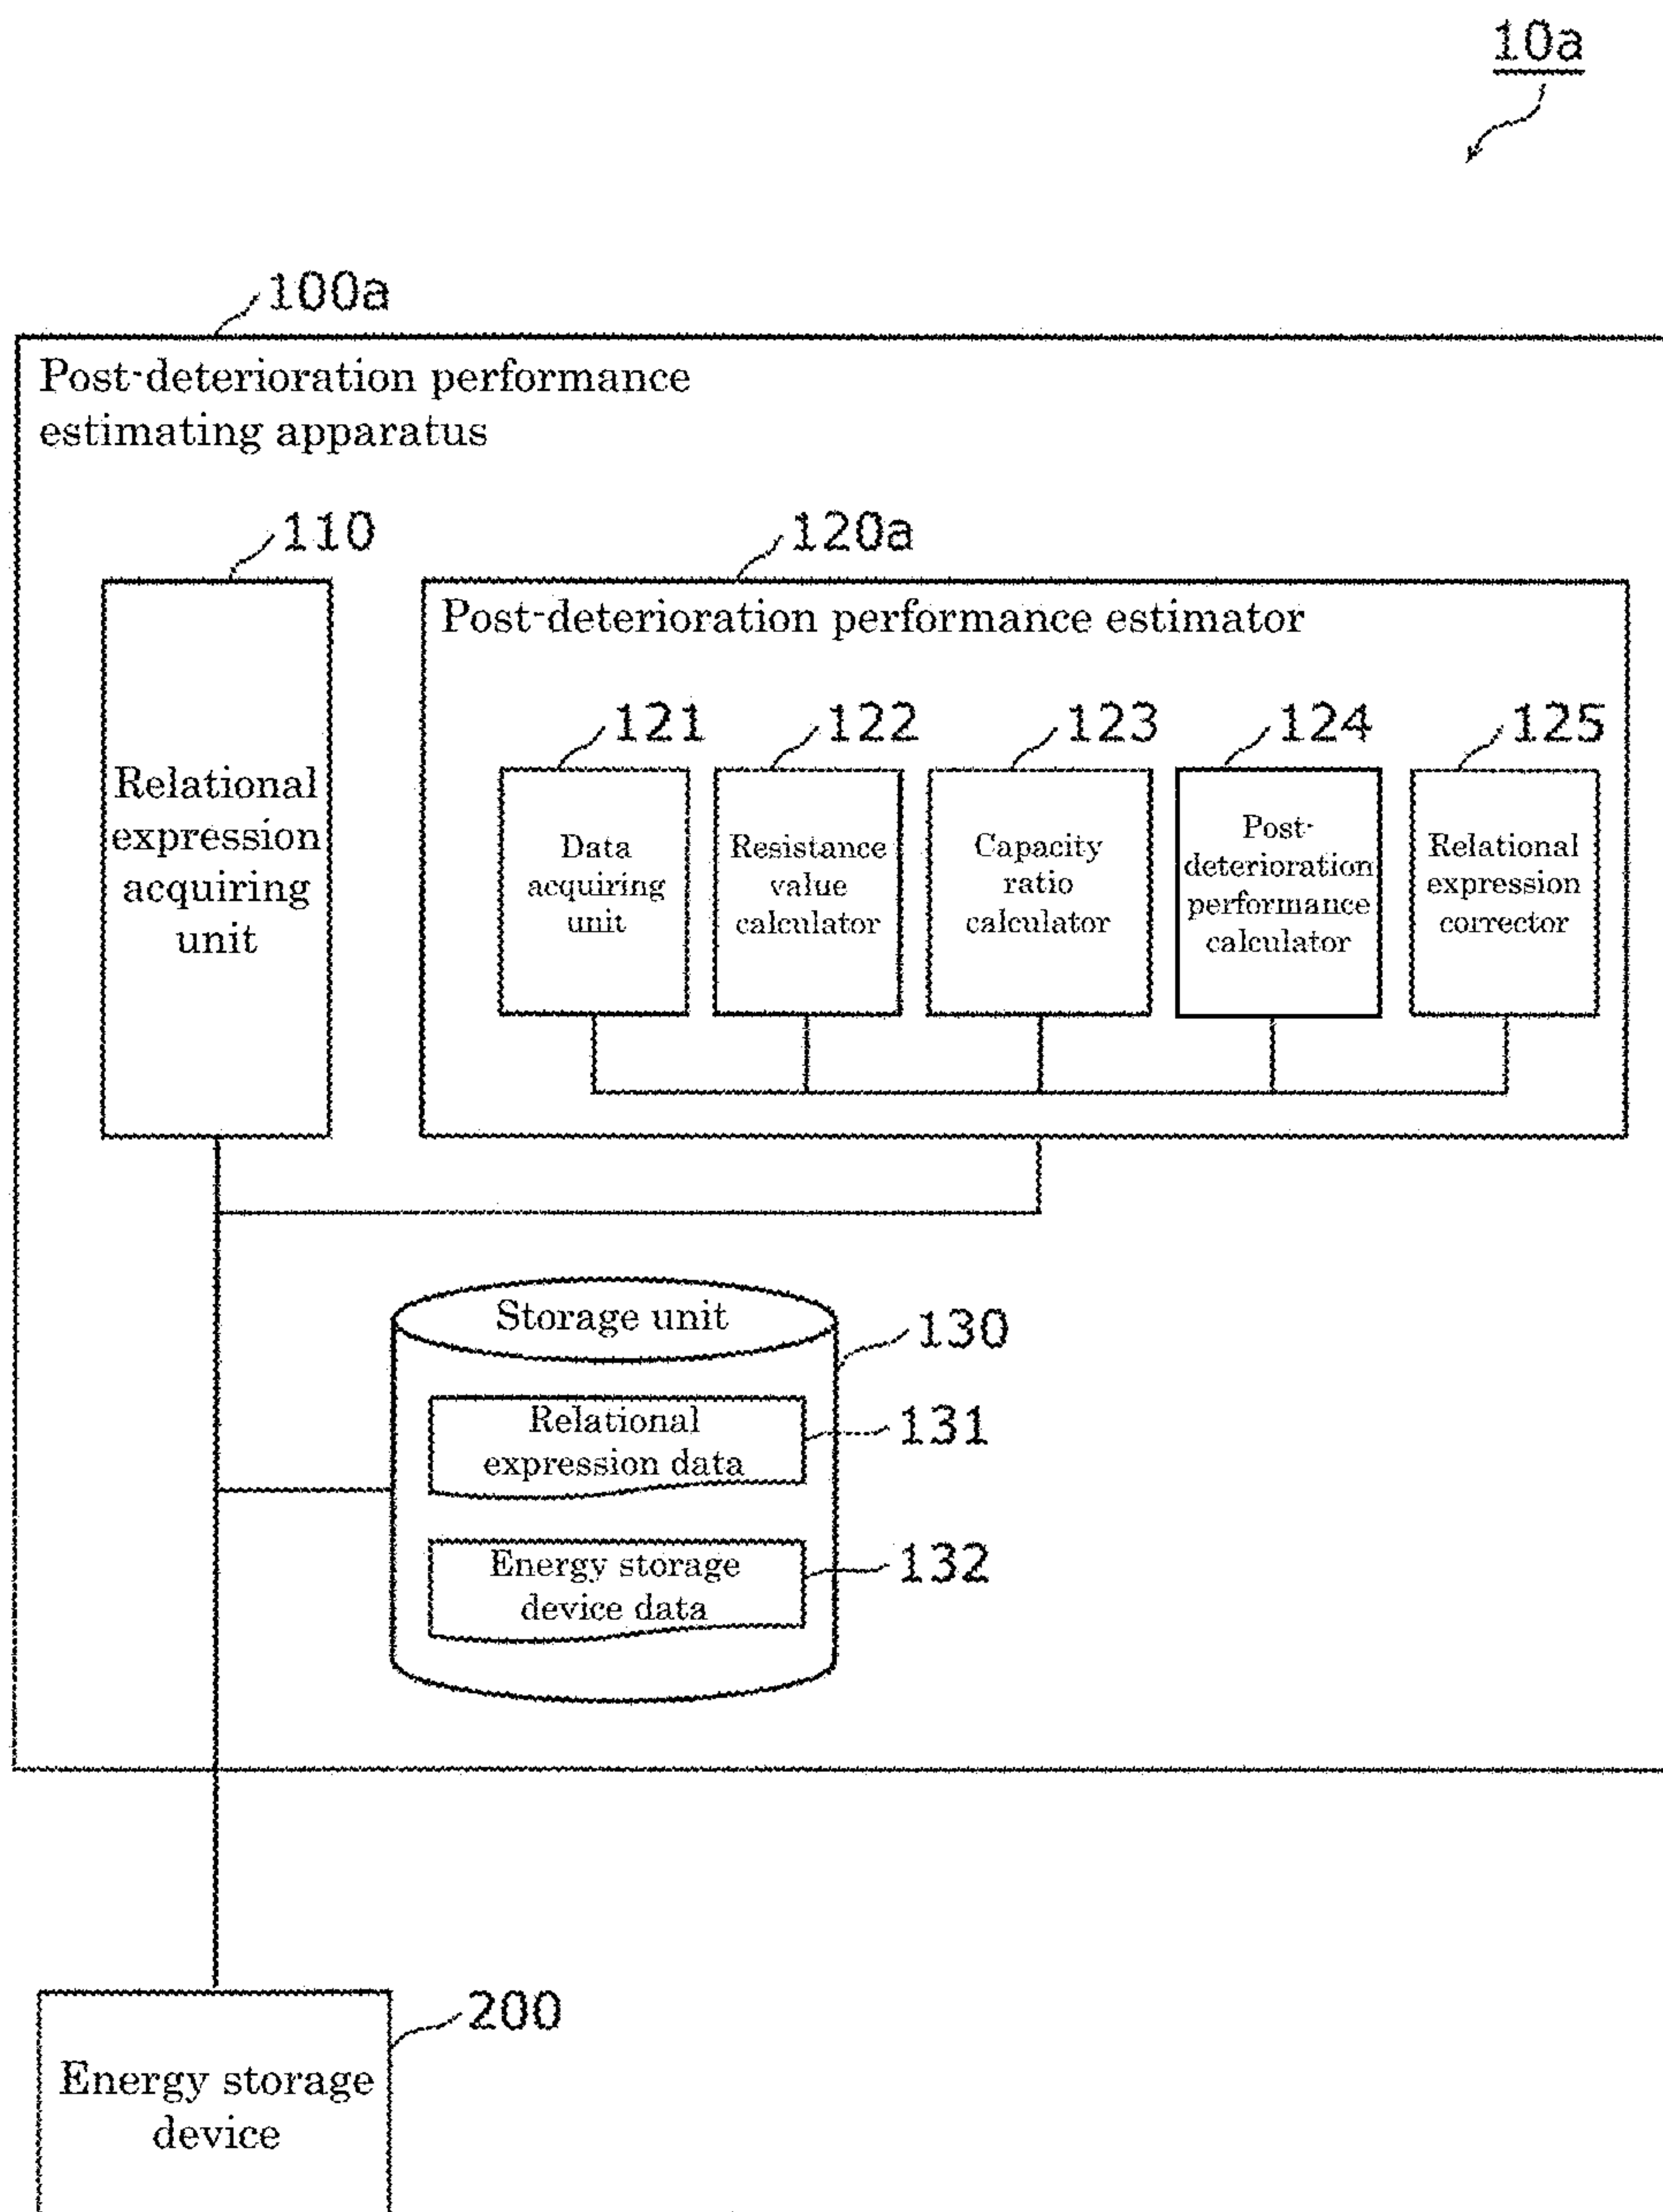 10a
100a
Post-deterioration performance
estimating apparatus
110
120a
Post-deterioration performance estimator
121
122
123
124
125
Relational
expression
acquiring
unit
Data
acquiring
unit
Resistance
value
calculator
Capacity
ratio
calculator
Post-
deterioration
performance
calculator
Relational
expression
corrector
Storage unit
130
Relational
expression data
131
Energy storage
device data
132
200
Energy storage
device